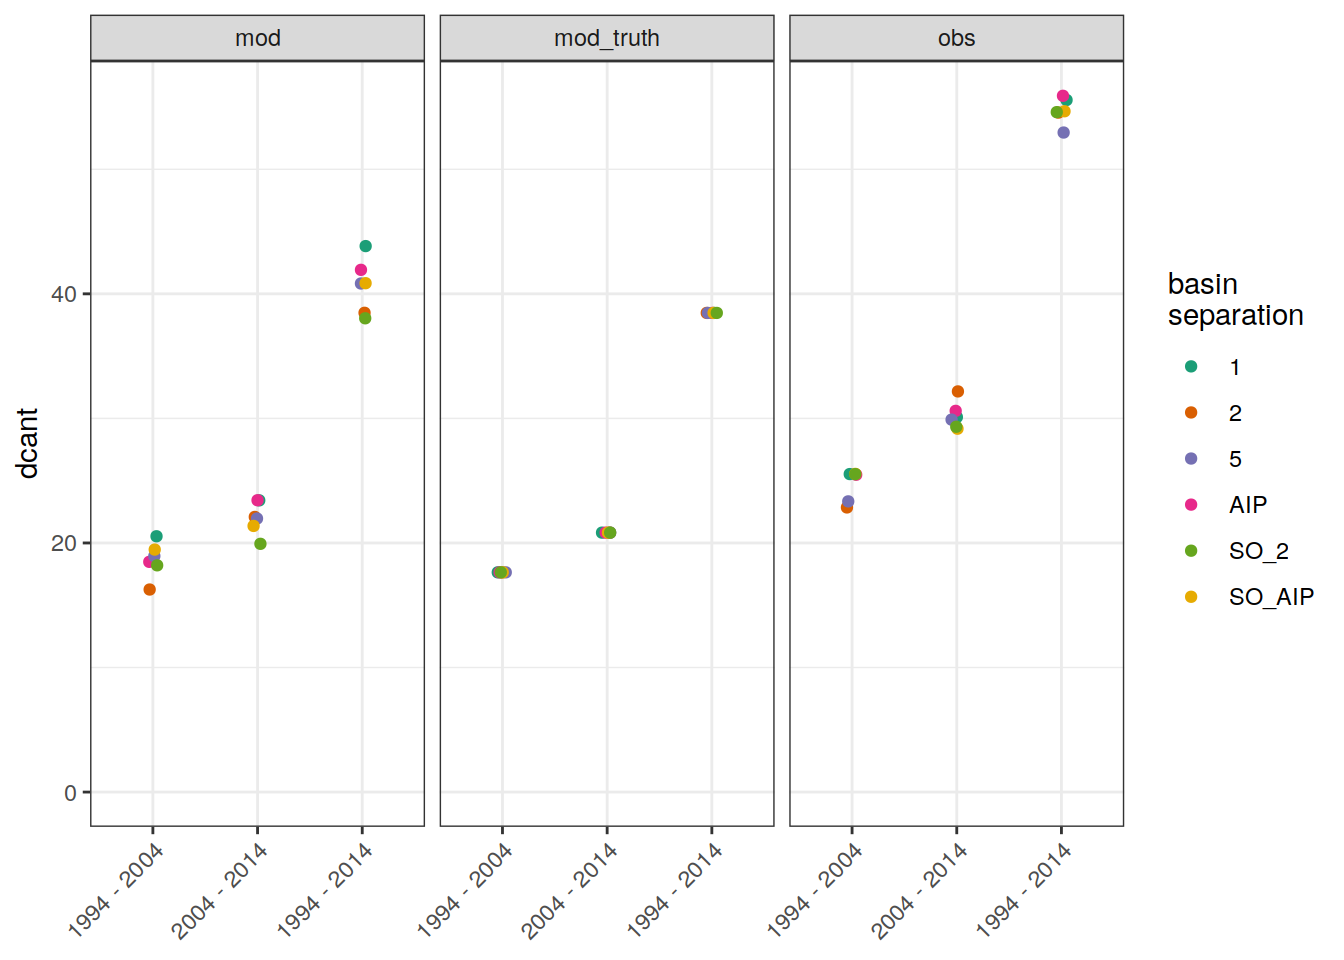 mod
mod_truth
obs
dcant
40
20
0
1994 - 2004
2004 - 2014
1994 - 2014
1994 - 2004
2004 - 2014
1994 - 2014
1994 - 2004
2004 - 2014
1994 - 2014
basin
separation
1
2
5
AIP
SO_2
SO_AIP